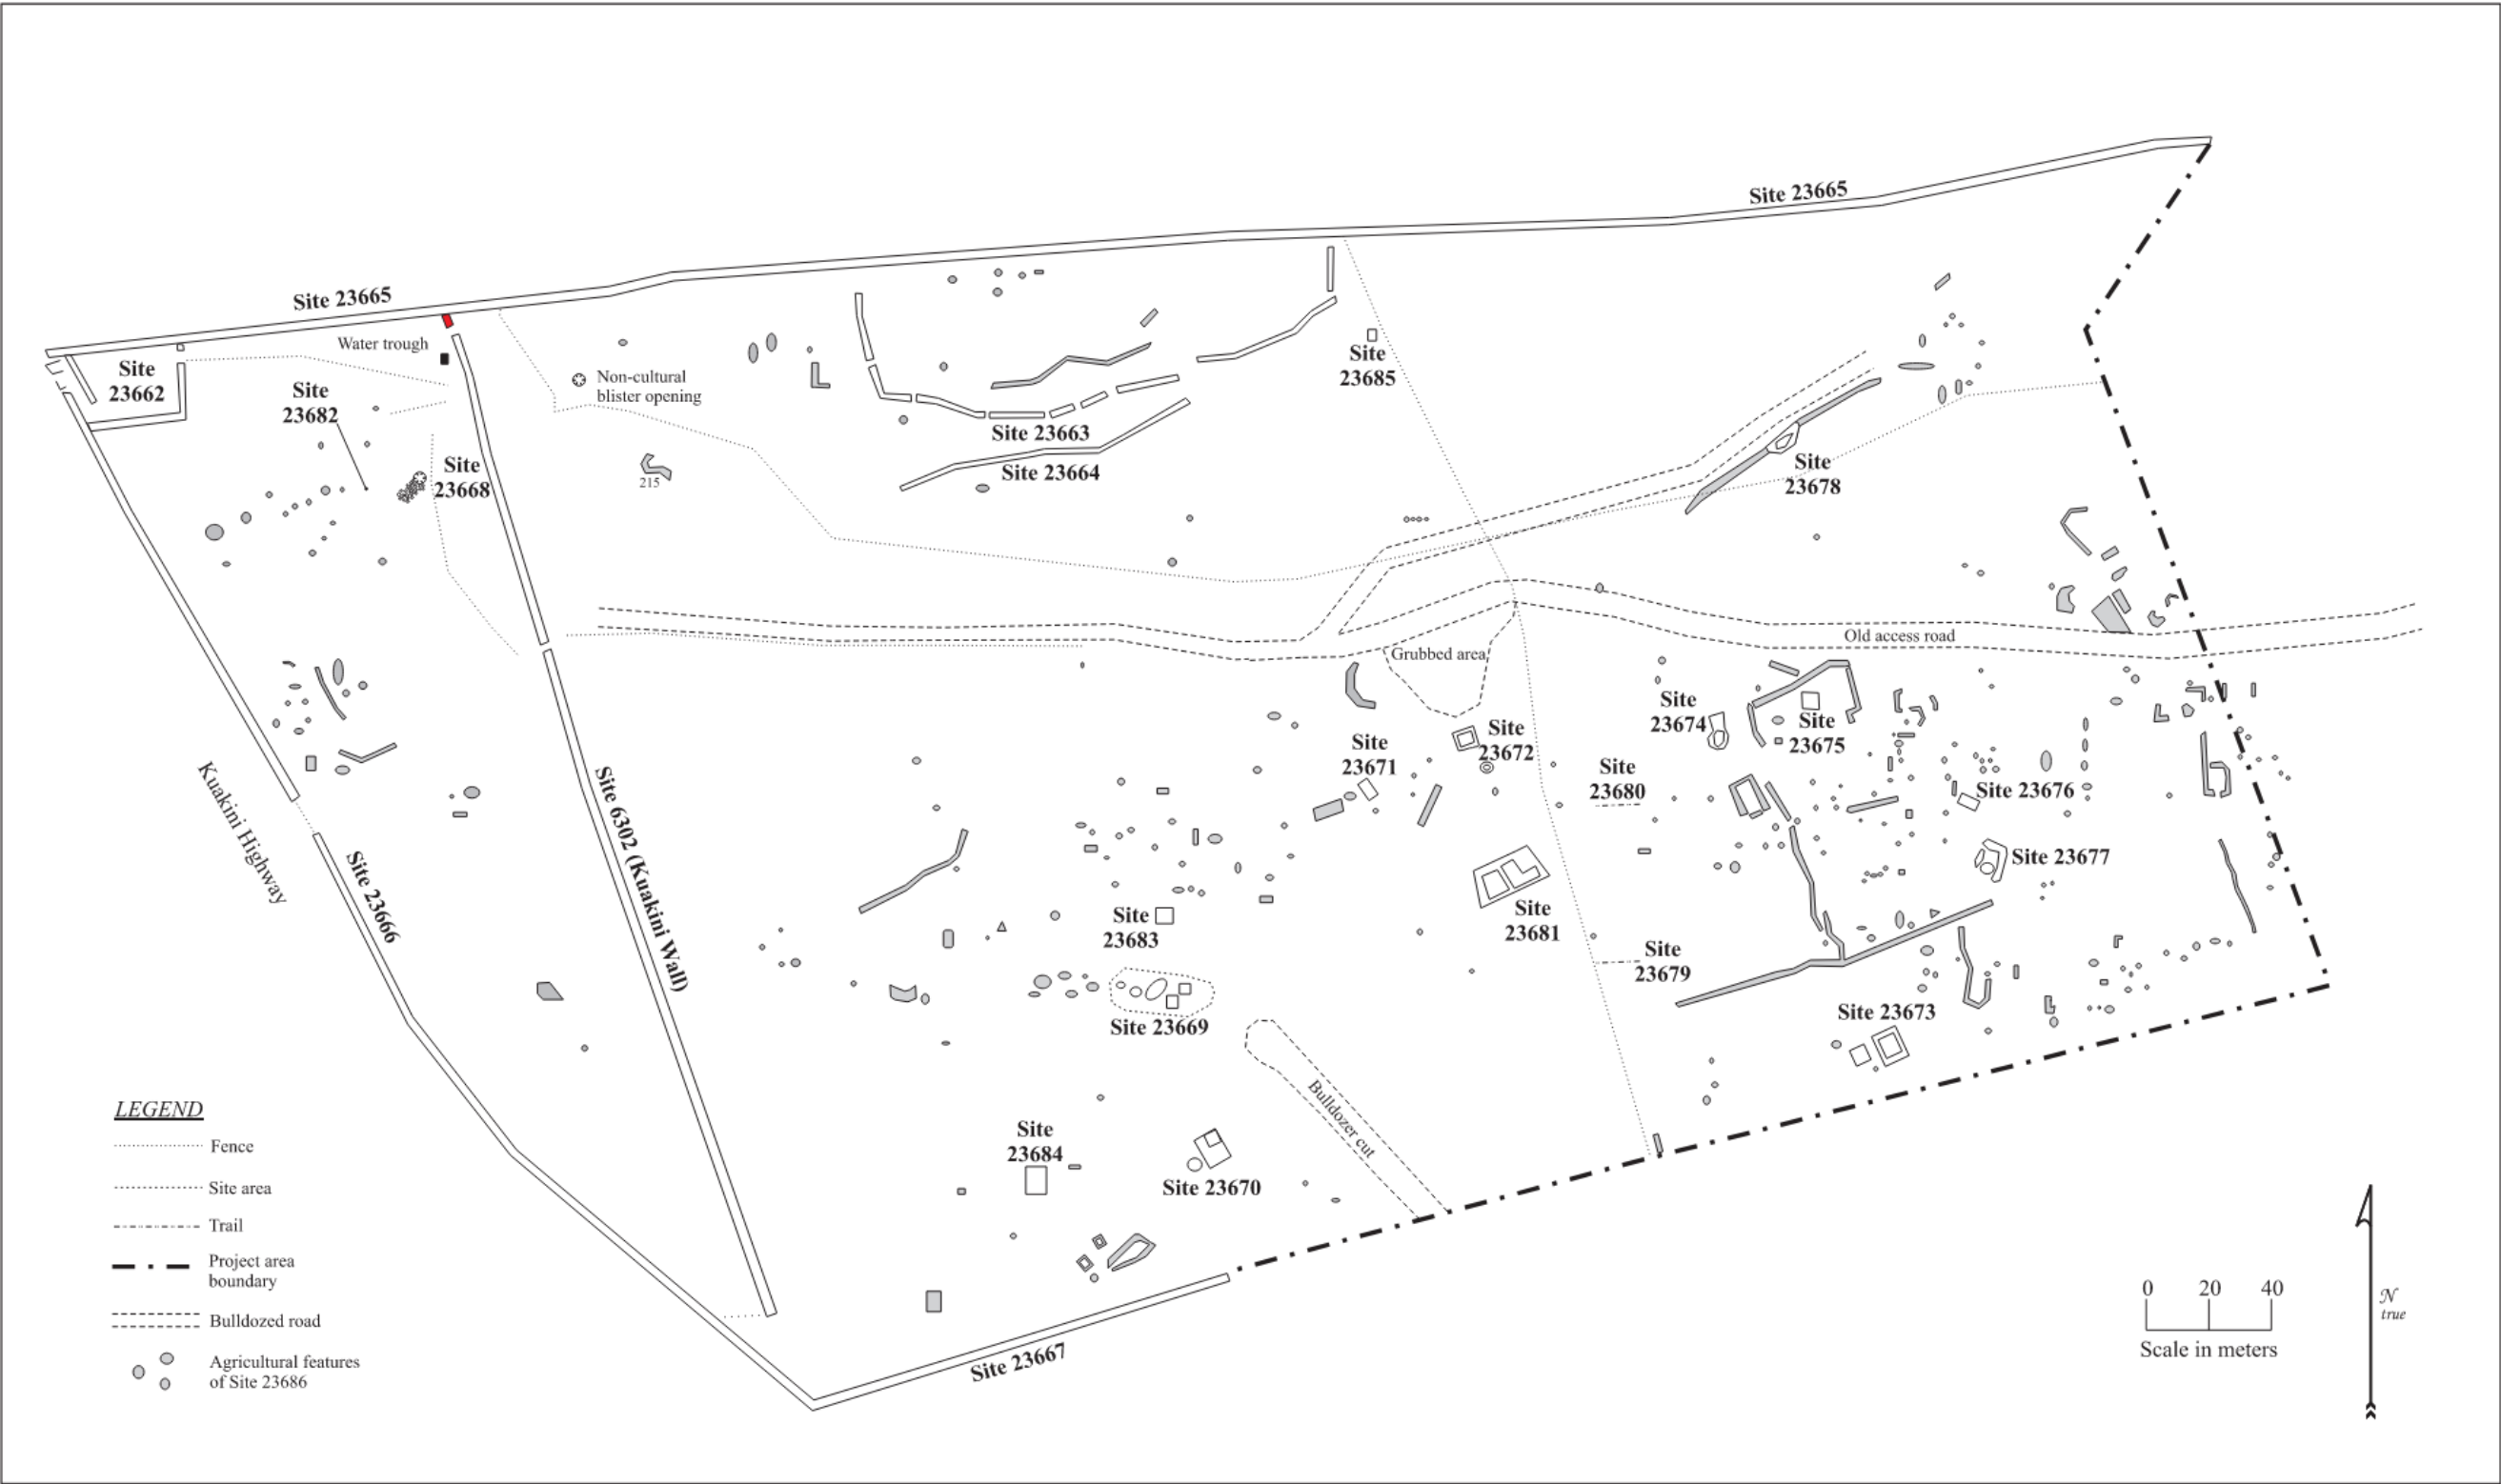 Site 23665
Site 23665
Water trough
Site
23662
Site
23682
Non-cultural
blister opening
Site
23685
Site 23663
Site 23664
Site
23668
215
Site
23678
Old access road
Grubbed area
Site
23674
Site
23675
Site
23672
Site
23671
Site
23680
Site 23676
Kuakini Highway
Site 6302 (Kuakini Wall)
Site 23666
Site 23677
Site
23683
Site
23681
Site
23679
Site 23669
Site 23673
Bulldozer cut
Site
23684
Site 23670
Site 23667
LEGEND
Fence
Site area
Trail
Project area
boundary
Bulldozed road
Agricultural features
of Site 23686
0 20 40
Scale in meters
N
true